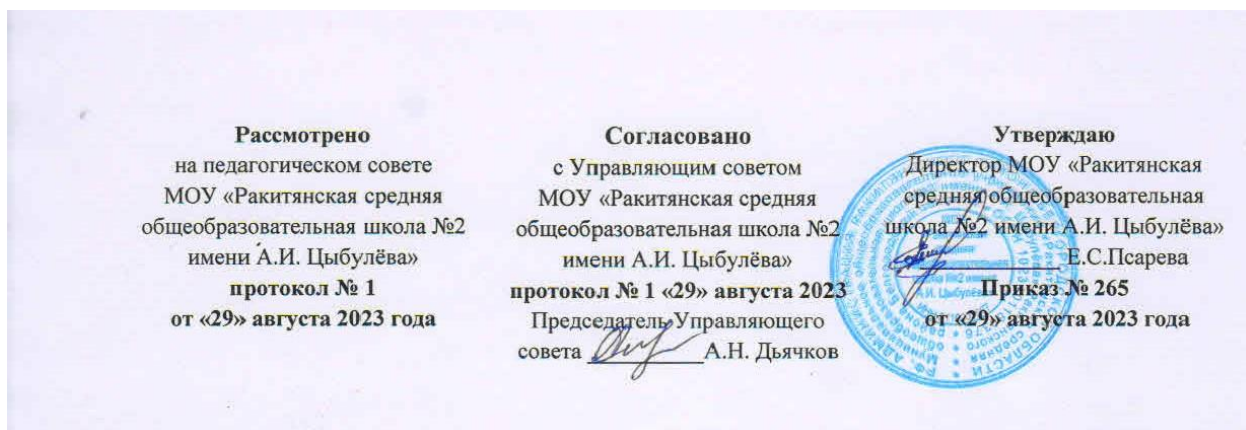 Рассмотрено
на педагогическом совете
МОУ «Ракитянская средняя
общеобразовательная школа №2
имени А.И. Цыбулёва»
протокол № 1
от «29» августа 2023 года
Согласовано
с Управляющим советом
МОУ «Ракитянская средняя
общеобразовательная школа №2
имени А.И. Цыбулёва»
протокол № 1 «29» августа 2023
Председатель Управляющего
совета А.Н. Дьячков
Утверждаю
Директор МОУ «Ракитянская
средняя общеобразовательная
школа №2 имени А.И. Цыбулёва»
Е.С.Псарева
Приказ № 265
от «29» августа 2023 года